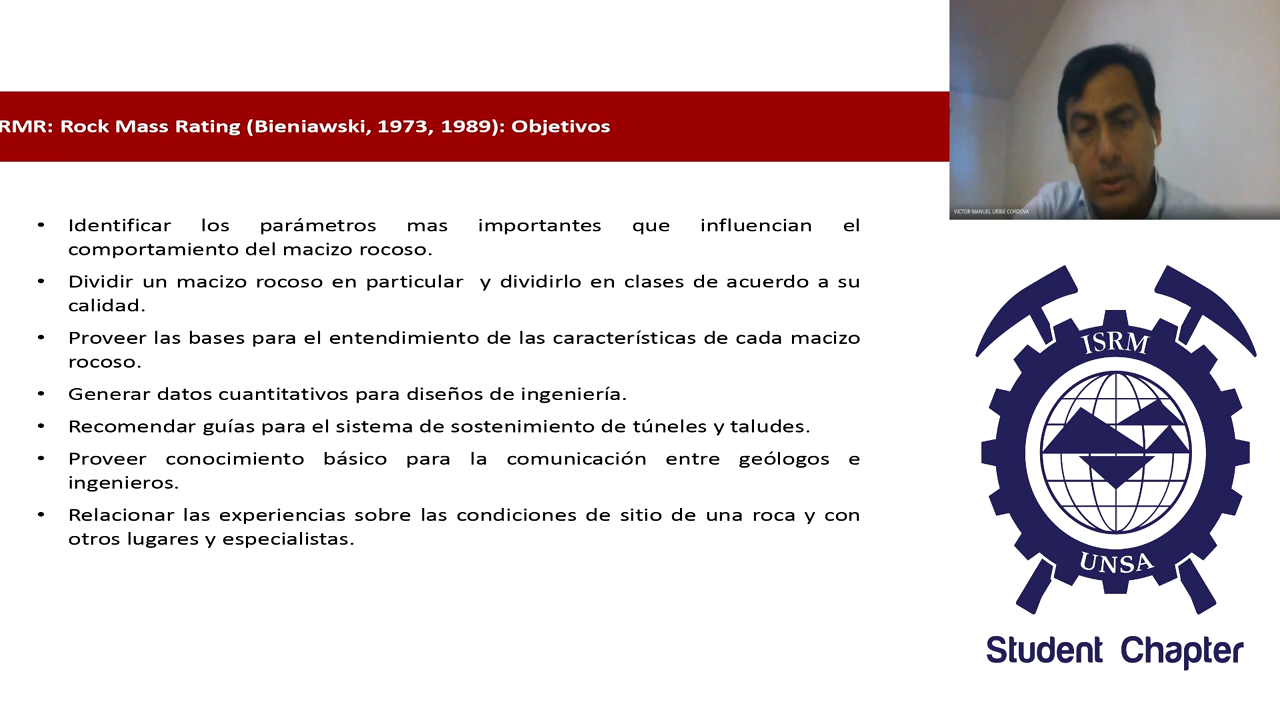 RMR: Rock Mass Rating (Bieniawski, 1973, 1989): Objetivos
• Identificar los parámetros mas importantes que influencian el
comportamiento del macizo rocoso.
• Dividir un macizo rocoso en particular y dividirlo en clases de acuerdo a su
calidad.
• Proveer las bases para el entendimiento de las características de cada macizo
rocoso.
• Generar datos cuantitativos para diseños de ingeniería.
• Recomendar guías para el sistema de sostenimiento de túneles y taludes.
• Proveer conocimiento básico para la comunicación entre geólogos e
ingenieros.
• Relacionar las experiencias sobre las condiciones de sitio de una roca y con
otros lugares y especialistas.
VICTOR MANUEL URIBE CORDOVA
ISRM
UNSA
Student Chapter